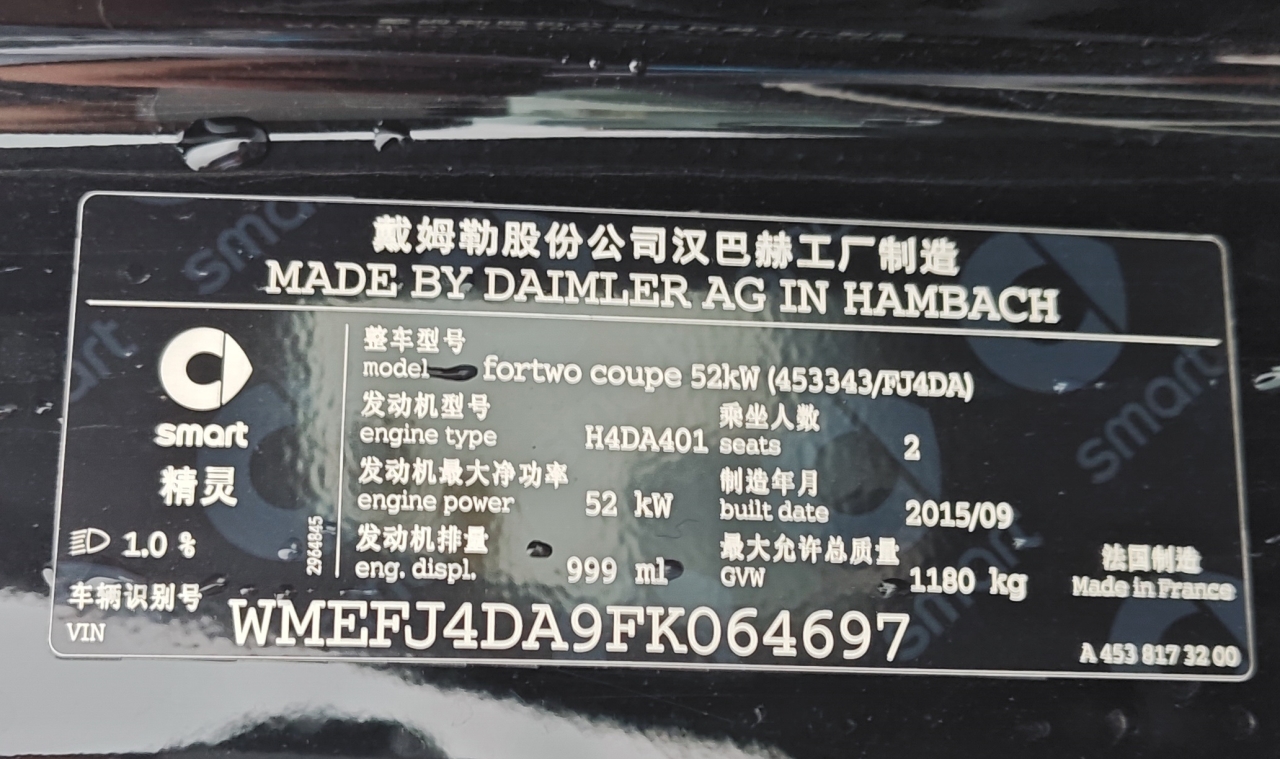 戴姆勒股份公司汉巴赫工厂制造
MADE BY DAIMLER AG IN HAMBACH
smart
精灵
1.0 %
2964845
整车型号
model fortwo coupe 52kW (453343/FJ4DA)
发动机型号
engine type H4DA401
乘坐人数
seats 2
发动机最大净功率
engine power 52 kW
制造年月
built date 2015/09
发动机排量
eng. displ. 999 ml
最大允许总质量
GVW 1180 kg
法国制造
Made in France
车辆识别号
VIN WMEFJ4DA9FK064697
A 453 817 32 00
smart
smart
smart